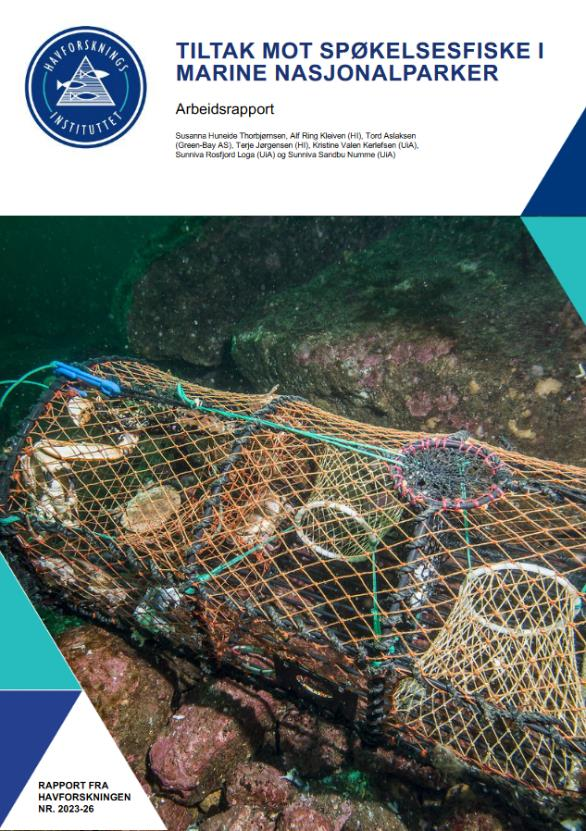 HAVFORSKNINGS
INSTITUTTET
TILTAK MOT SPØKELSESFISKE I
MARINE NASJONALPARKER
Arbeidsrapport
Susanna Huneide Thorbjørnsen, Alf Ring Kleiven (HI), Tord Aslaksen
(Green-Bay AS), Terje Jørgensen (HI), Kristine Valen Kerlefsen (UiA),
Sunniva Rosfjord Loga (UiA) og Sunniva Sandbu Numme (UiA)
RAPPORT FRA
HAVFORSKNINGEN
NR. 2023-26